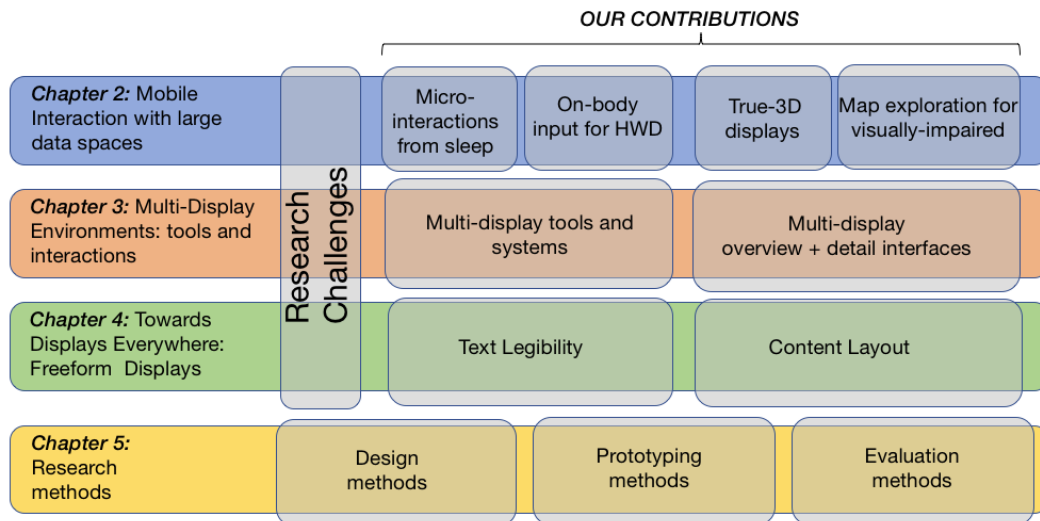 OUR CONTRIBUTIONS
Chapter 2: Mobile
Interaction with large
data spaces
Research
Challenges
Micro-
interactions
from sleep
On-body
input for HWD
True-3D
displays
Map exploration for
visually-impaired
Chapter 3: Multi-Display
Environments: tools and
interactions
Multi-display tools and
systems
Multi-display
overview + detail interfaces
Chapter 4: Towards
Displays Everywhere:
Freeform Displays
Text Legibility
Content Layout
Chapter 5:
Research
methods
Design
methods
Prototyping
methods
Evaluation
methods